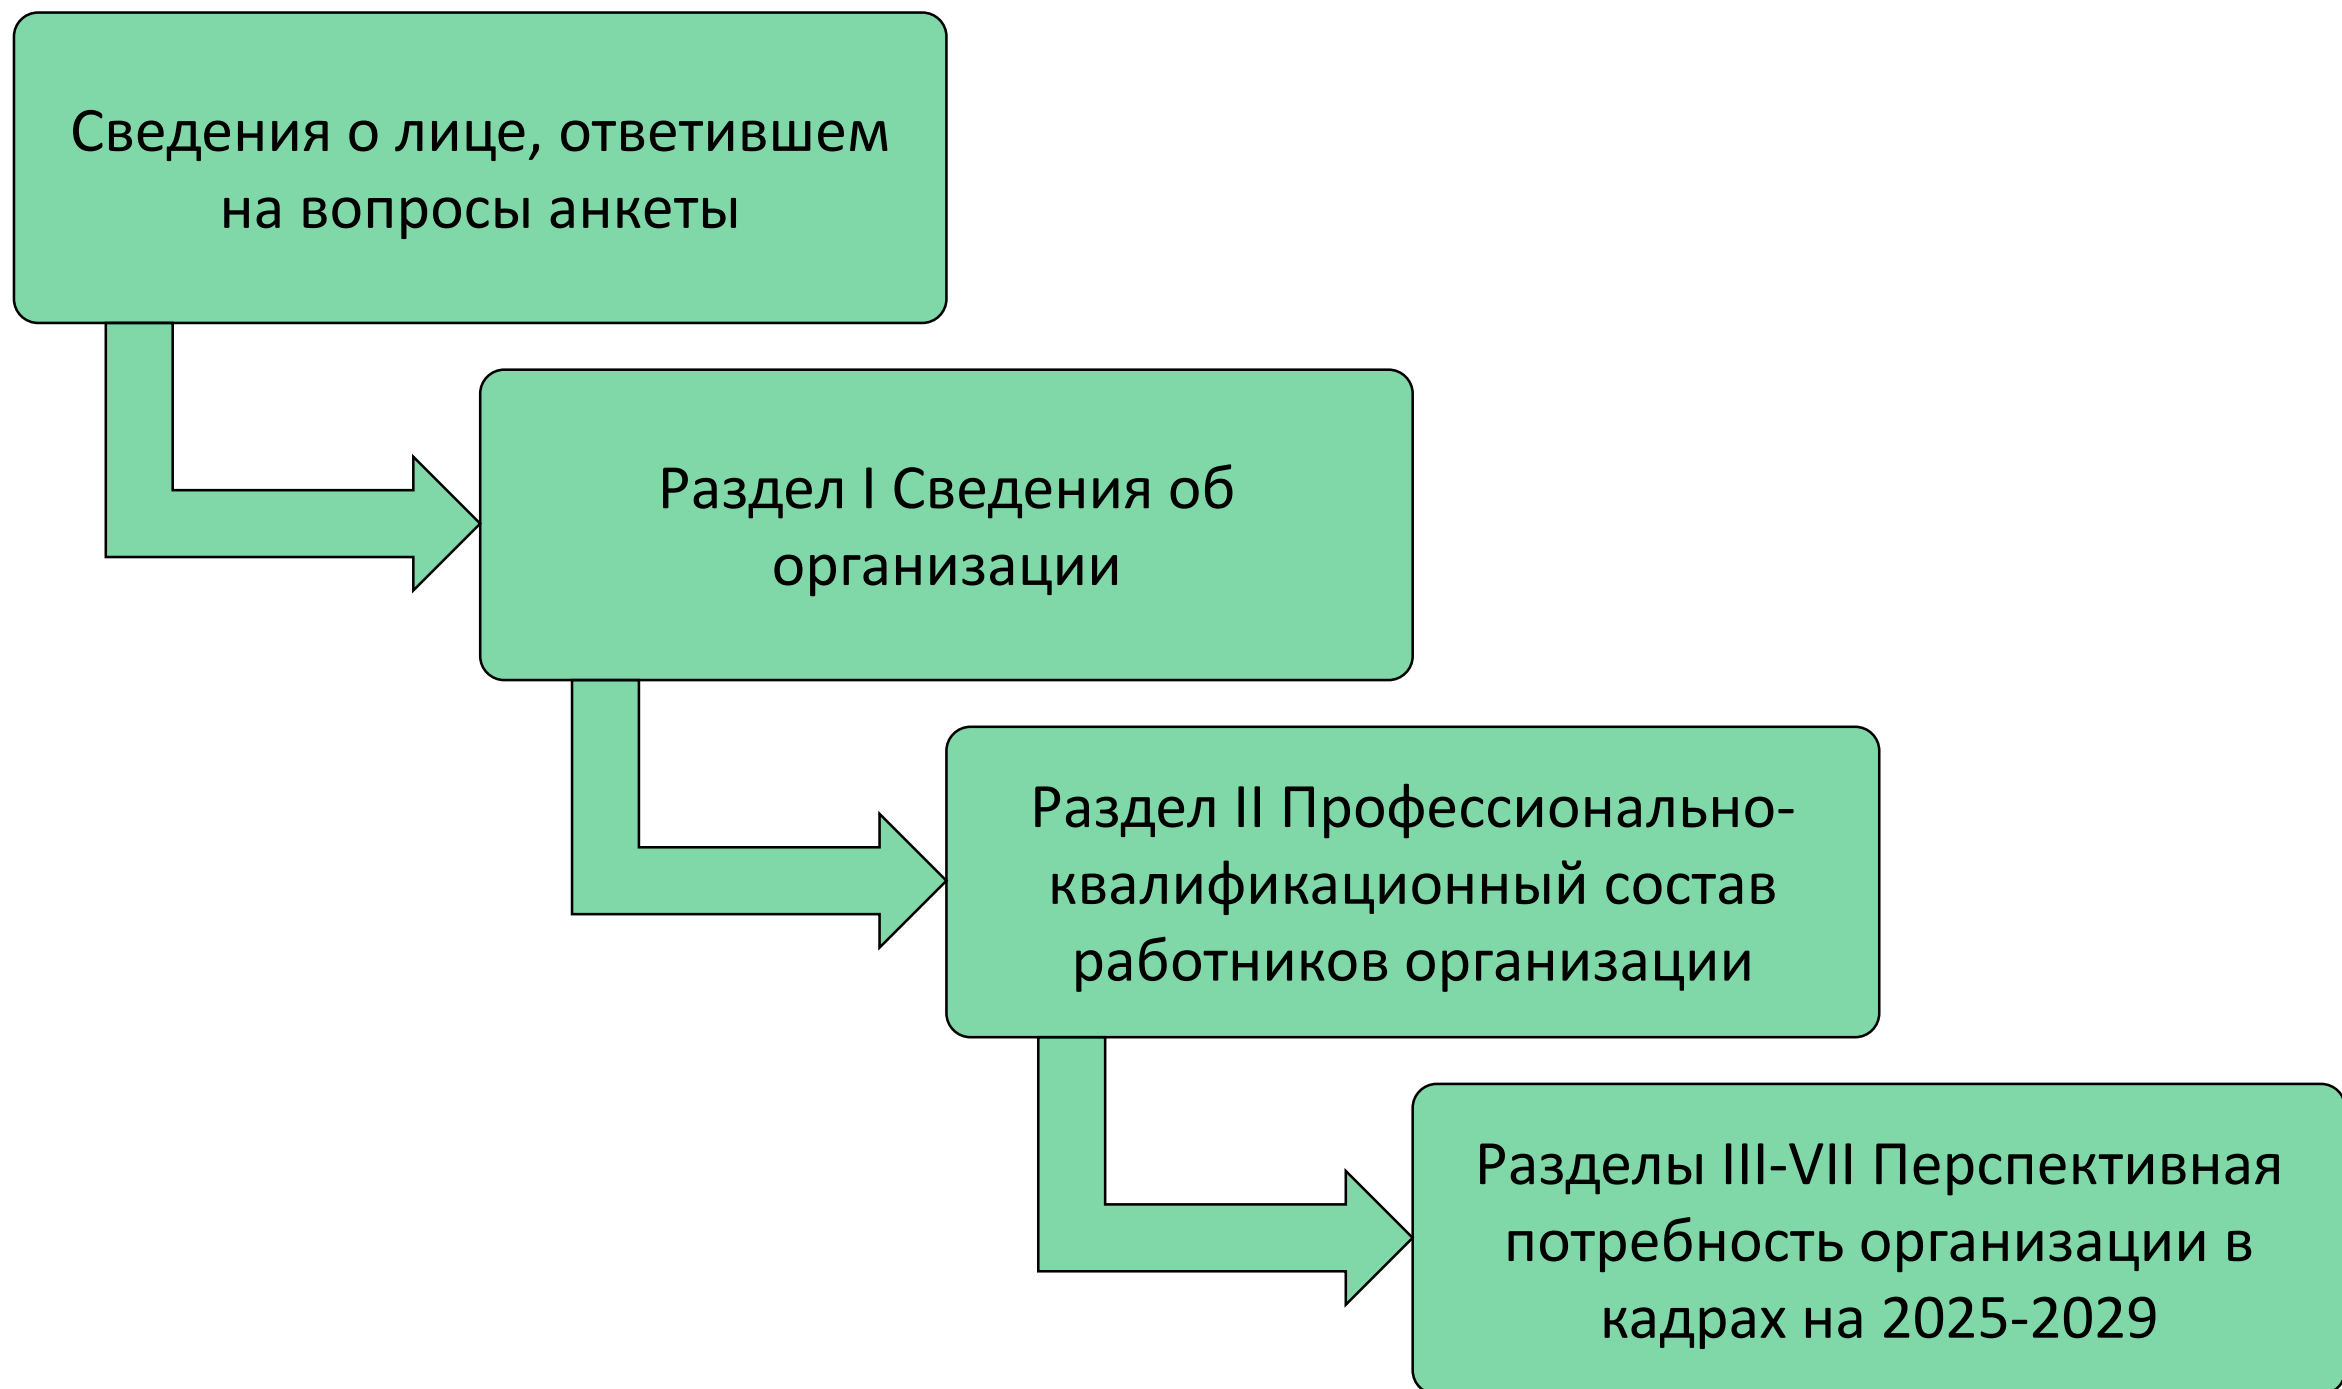 Сведения о лице, ответившем
на вопросы анкеты
Раздел I Сведения об
организации
Раздел II Профессионально-
квалификационный состав
работников организации
Разделы III-VII Перспективная
потребность организации в
кадрах на 2025-2029